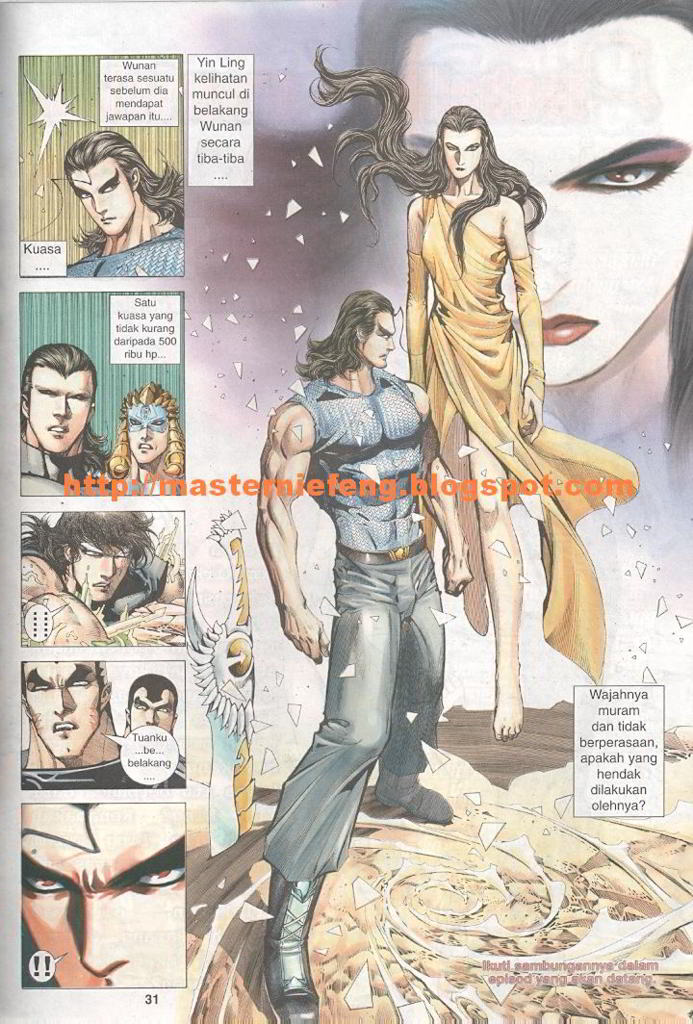 Wunan
terasa sesuatu
sebelum dia
mendapat
jawapan itu....
Kuasa
....
Yin Ling
kelihatan
muncul di
belakang
Wunan
secara
tiba-tiba
....
Satu
kuasa yang
tidak kurang
daripada 500
ribu hp...
http://mastermiefeng.blogspot.com
Tuanku
...be...
belakang
....
!!
Wajahnya
muram
dan tidak
berperasaan,
apakah yang
hendak
dilakukan
olehnya?
Ikuti sambungannya dalam
episod yang akan datang.
31